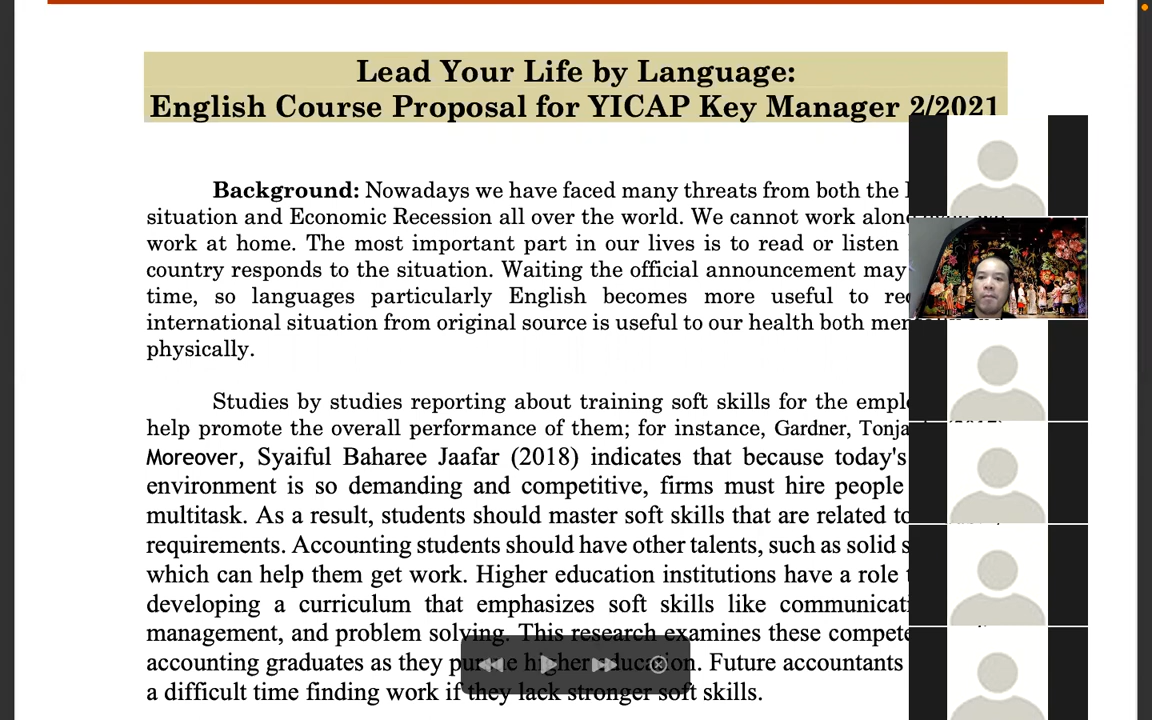 Lead Your Life by Language:
English Course Proposal for YICAP Key Manager 2/2021
Background: Nowadays we have faced many threats from both the
situation and Economic Recession all over the world. We cannot work
work at home. The most important part in our lives is to read or listen
country responds to the situation. Waiting the official announcement may
time, so languages particularly English becomes more useful to
international situation from original source is useful to our health both
physically.
Studies by studies reporting about training soft skills for the
help promote the overall performance of them; for instance, Gardner,
Moreover, Syaiful Baharee Jaafar (2018) indicates that because today's
environment is so demanding and competitive, firms must hire people
multitask. As a result, students should master soft skills that are related to
requirements. Accounting students should have other talents, such as solid
which can help them get work. Higher education institutions have a role
developing a curriculum that emphasizes soft skills like
management, and problem solving. This research examines these
accounting graduates as they pursue higher education. Future accountants
a difficult time finding work if they lack stronger soft skills.